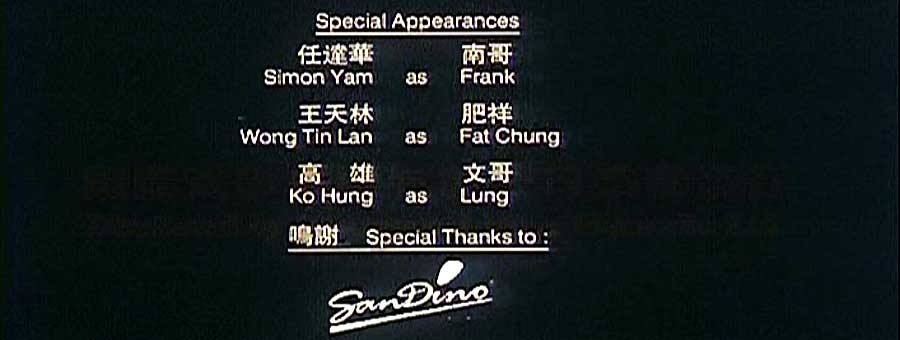 Special Appearances
任達華 南哥
Simon Yam as Frank
王天林 肥祥
Wong Tin Lan as Fat Chung
高 雄 文哥
Ko Hung as Lung
鳴謝 Special Thanks to :
SanDino